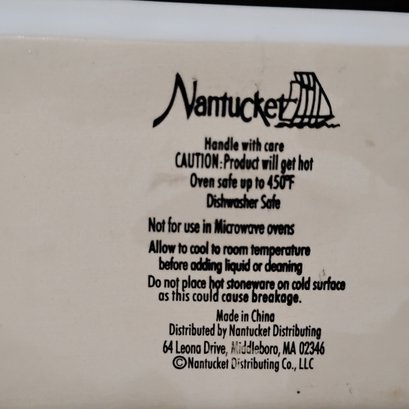 Nantucket
Handle with care
CAUTION:Product will get hot
Oven safe up to 450°F
Dishwasher Safe
Not for use in Microwave ovens
Allow to cool to room temperature
before adding liquid or cleaning
Do not place hot stoneware on cold surface
as this could cause breakage.
Made in China
Distributed by Nantucket Distributing
64 Leona Drive, Middleboro, MA 02346
©Nantucket Distributing Co., LLC